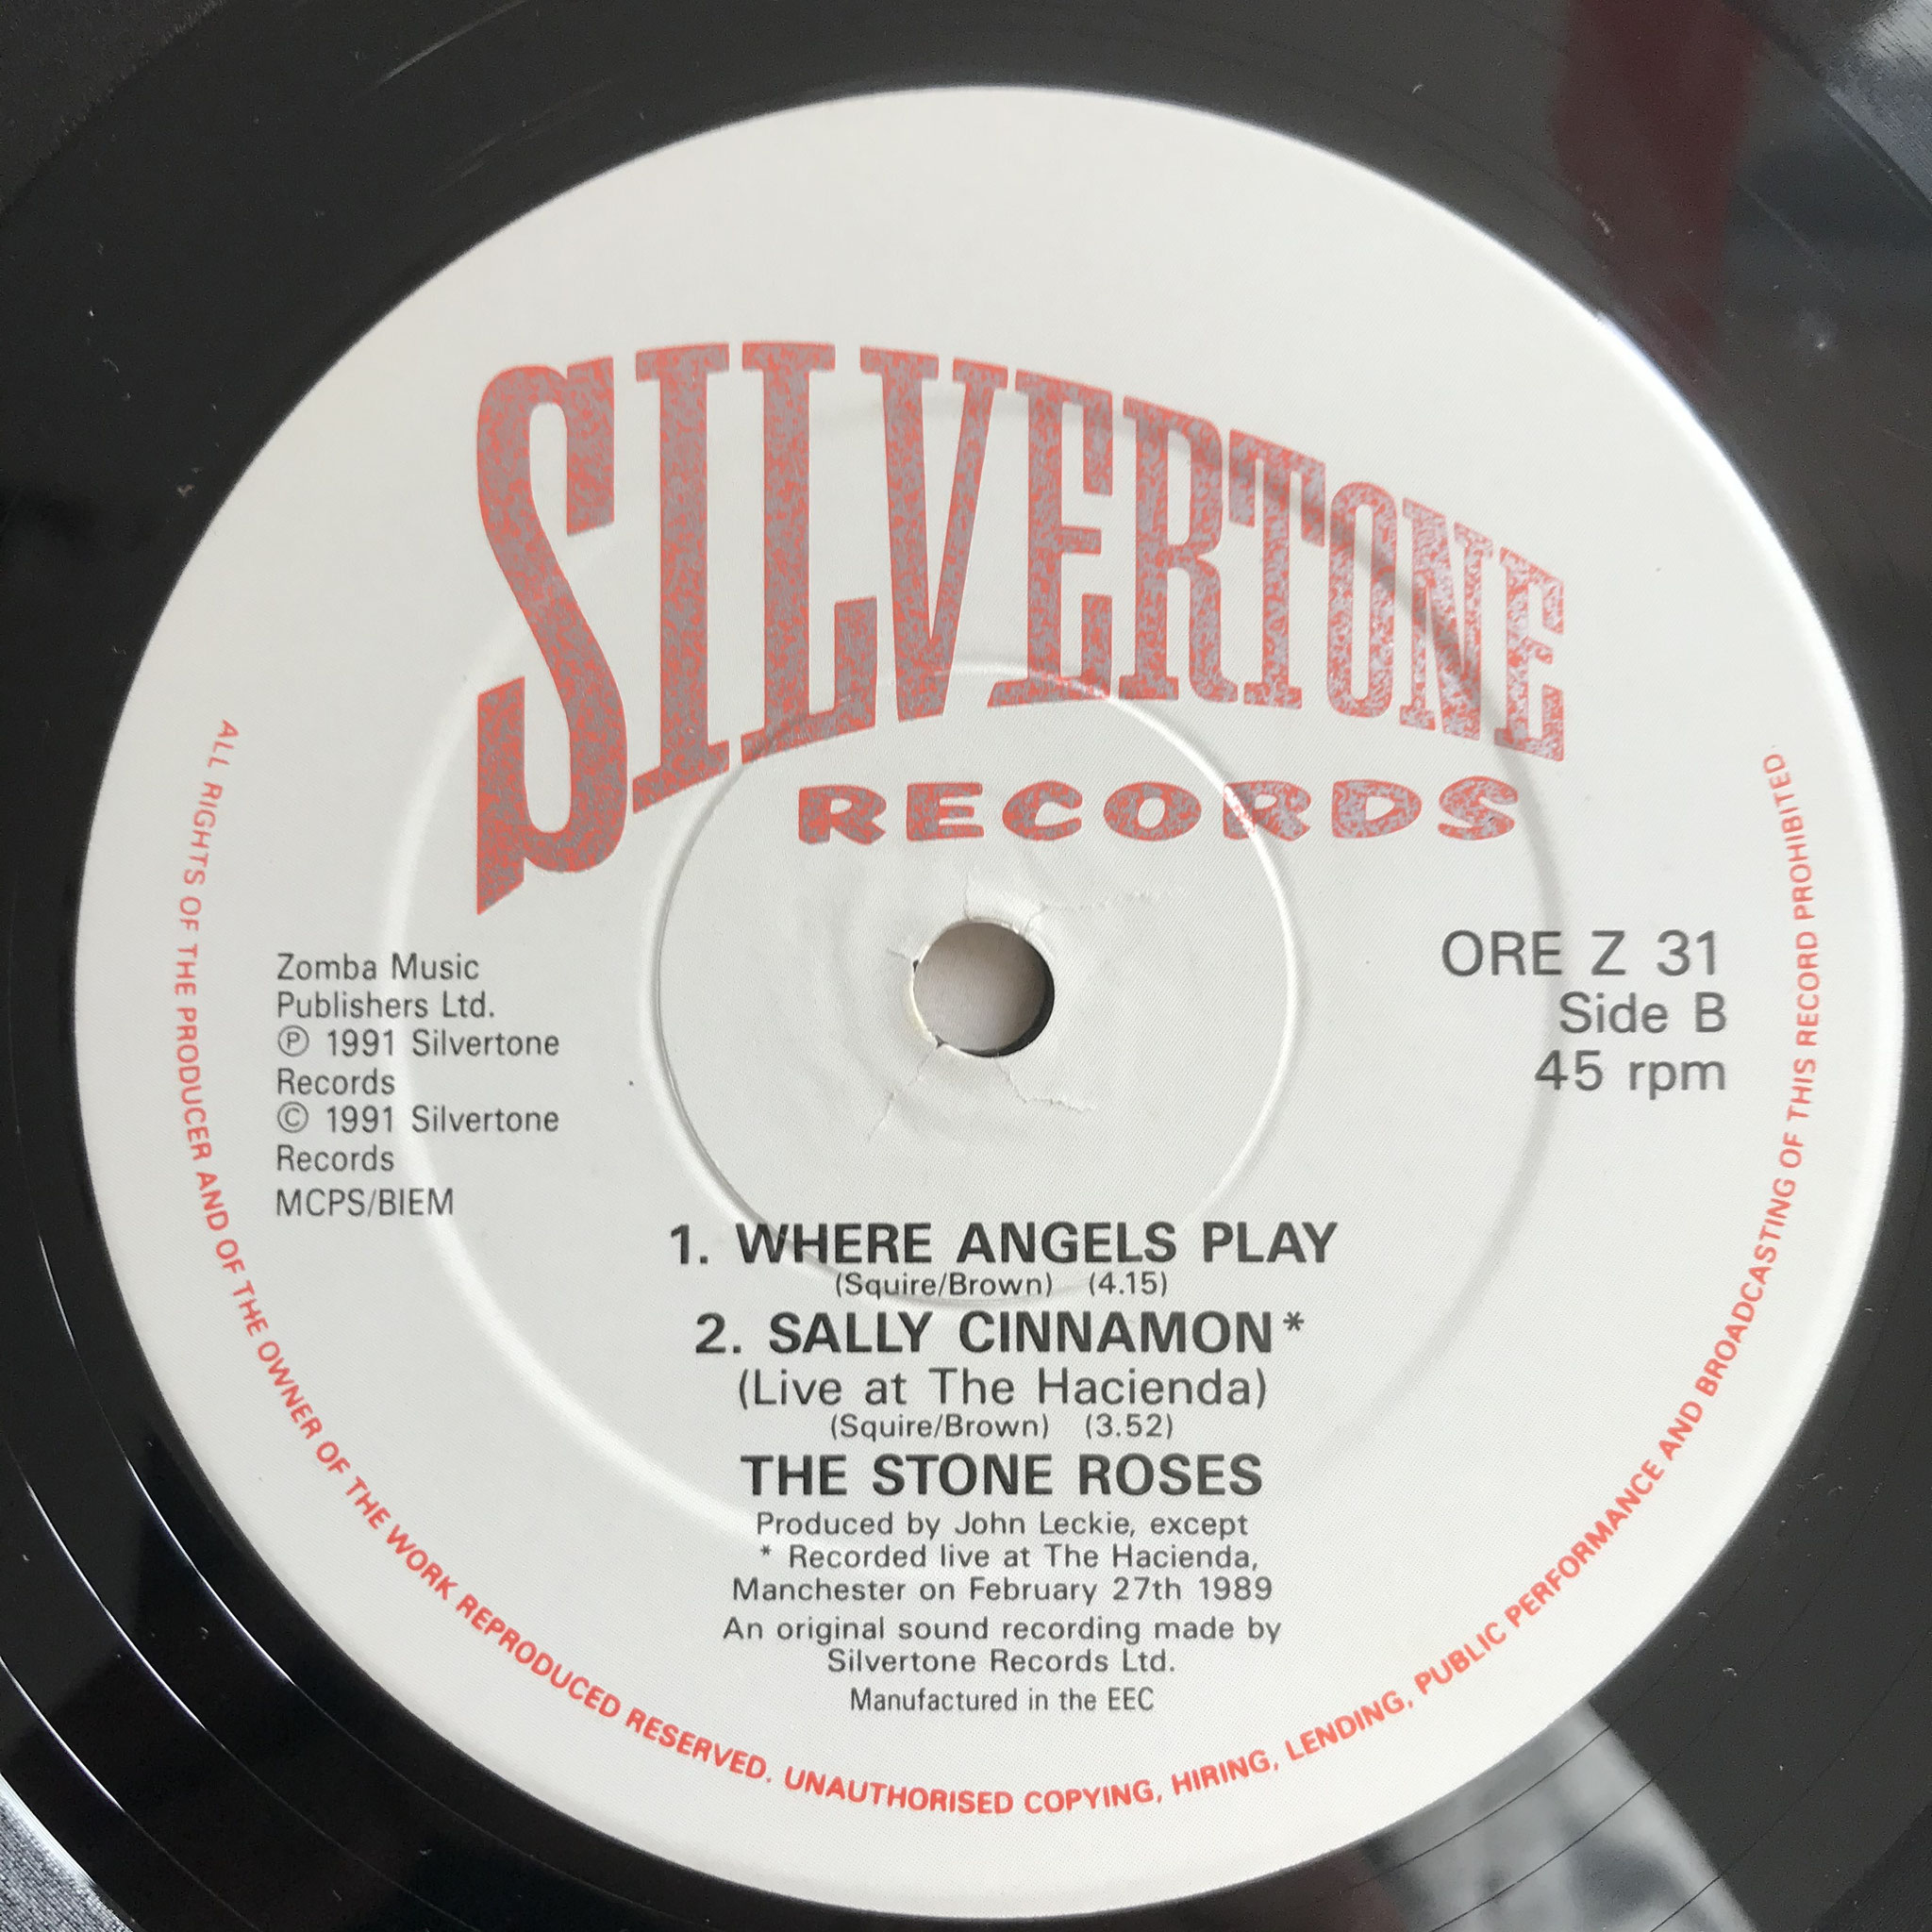 SILVERTONE
RECORDS
Zomba Music
Publishers Ltd.
Ⓟ 1991 Silvertone
Records
© 1991 Silvertone
Records
MCPS/BIEM
ORE Z 31
Side B
45 rpm
1. WHERE ANGELS PLAY
(Squire/Brown) (4.15)
2. SALLY CINNAMON*
(Live at The Hacienda)
(Squire/Brown) (3.52)
THE STONE ROSES
Produced by John Leckie, except
* Recorded live at The Hacienda,
Manchester on February 27th 1989
An original sound recording made by
Silvertone Records Ltd.
Manufactured in the EEC
ALL RIGHTS OF THE PRODUCER AND OF THE OWNER OF THE WORK REPRODUCED RESERVED. UNAUTHORISED COPYING, HIRING, LENDING, PUBLIC PERFORMANCE AND BROADCASTING OF THIS RECORD PROHIBITED.